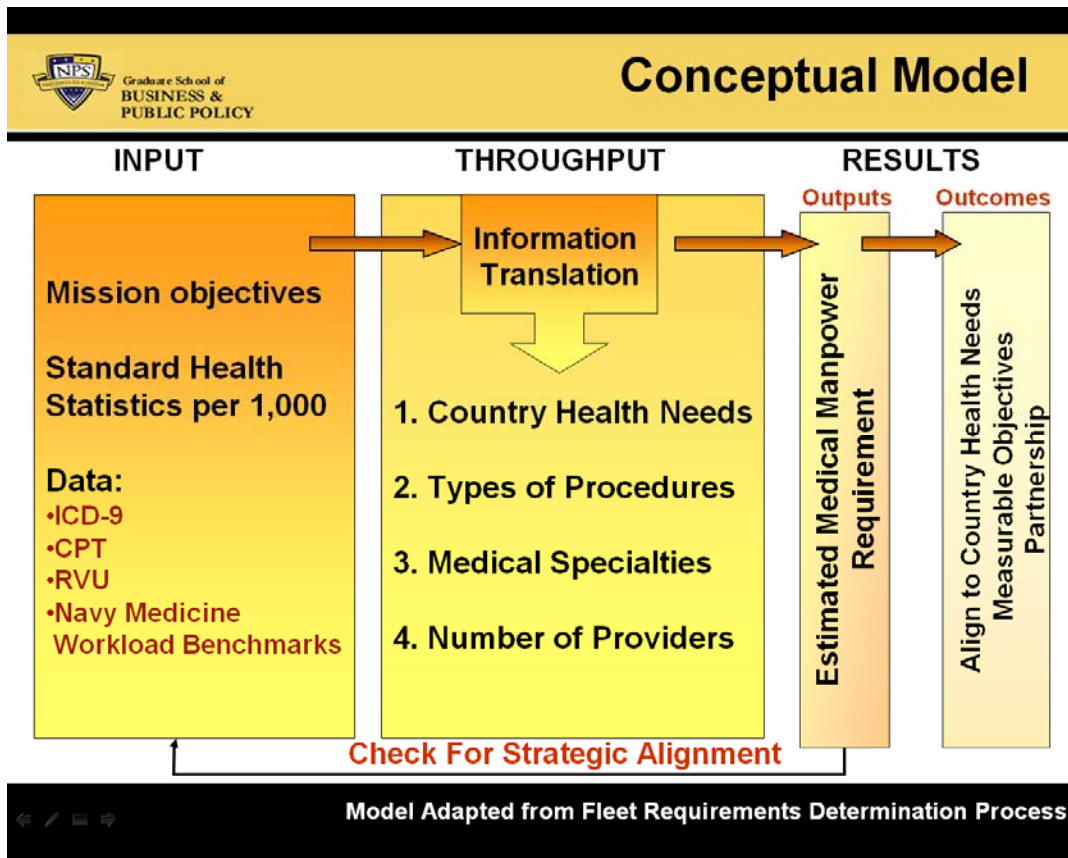 NPS
Graduate School of
BUSINESS &
PUBLIC POLICY
Conceptual Model
INPUT
THROUGHPUT
RESULTS
Outputs
Outcomes
Mission objectives
Standard Health
Statistics per 1,000
Data:
•ICD-9
•CPT
•RVU
•Navy Medicine
Workload Benchmarks
Information
Translation
1. Country Health Needs
2. Types of Procedures
3. Medical Specialties
4. Number of Providers
Estimated Medical Manpower
Requirement
Align to Country Health Needs
Measurable Objectives
Partnership
Check For Strategic Alignment
Model Adapted from Fleet Requirements Determination Process